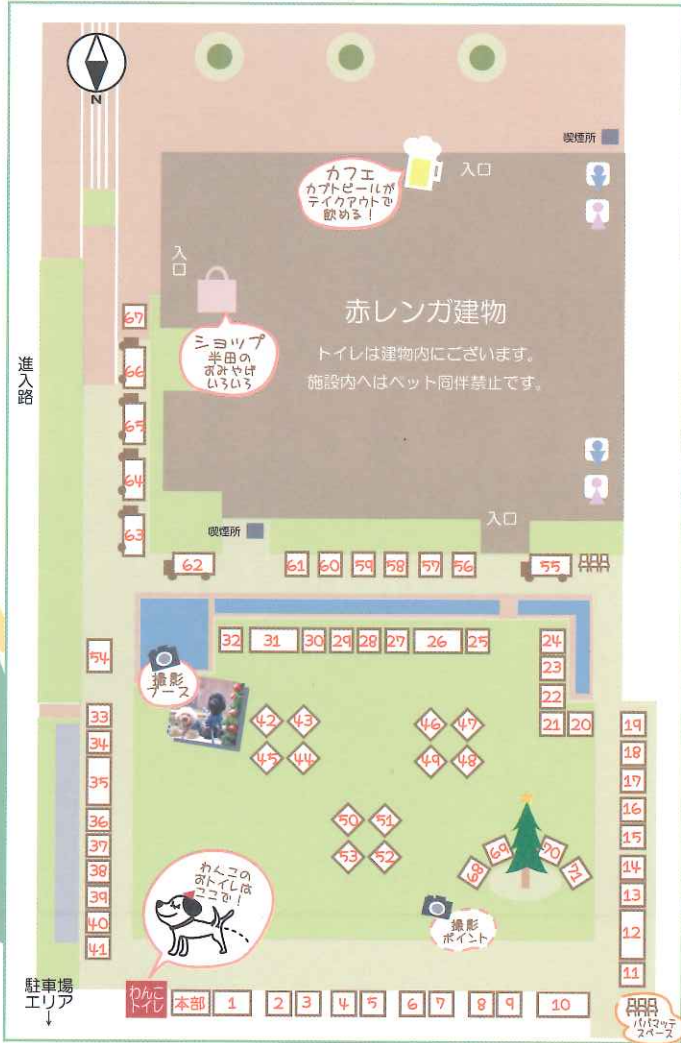 N
喫煙所
カフェ
カブトビールが
テイクアウトで
飲める！
入口
入口
赤レンガ建物
トイレは建物内にございます。
施設内へはペット同伴禁止です。
ショップ
半田の
おみやげ
いろいろ
進入路
67
66
65
64
63
喫煙所
入口
62
61 60 59 58 57 56
55
54
撮影
ブース
32 31 30 29 28 27 26 25
24
23
22
21 20
33
34
35
36
37
38
39
40
41
42 43
45 44
46 47
49 48
50 51
53 52
68 69 70 71
19
18
17
16
15
14
13
12
11
わんこの
おトイレは
ここで！
撮影
ポイント
駐車場
エリア
↓
わんこ
トイレ
本部 1 2 3 4 5 6 7 8 9 10
パパマッテ
スペース